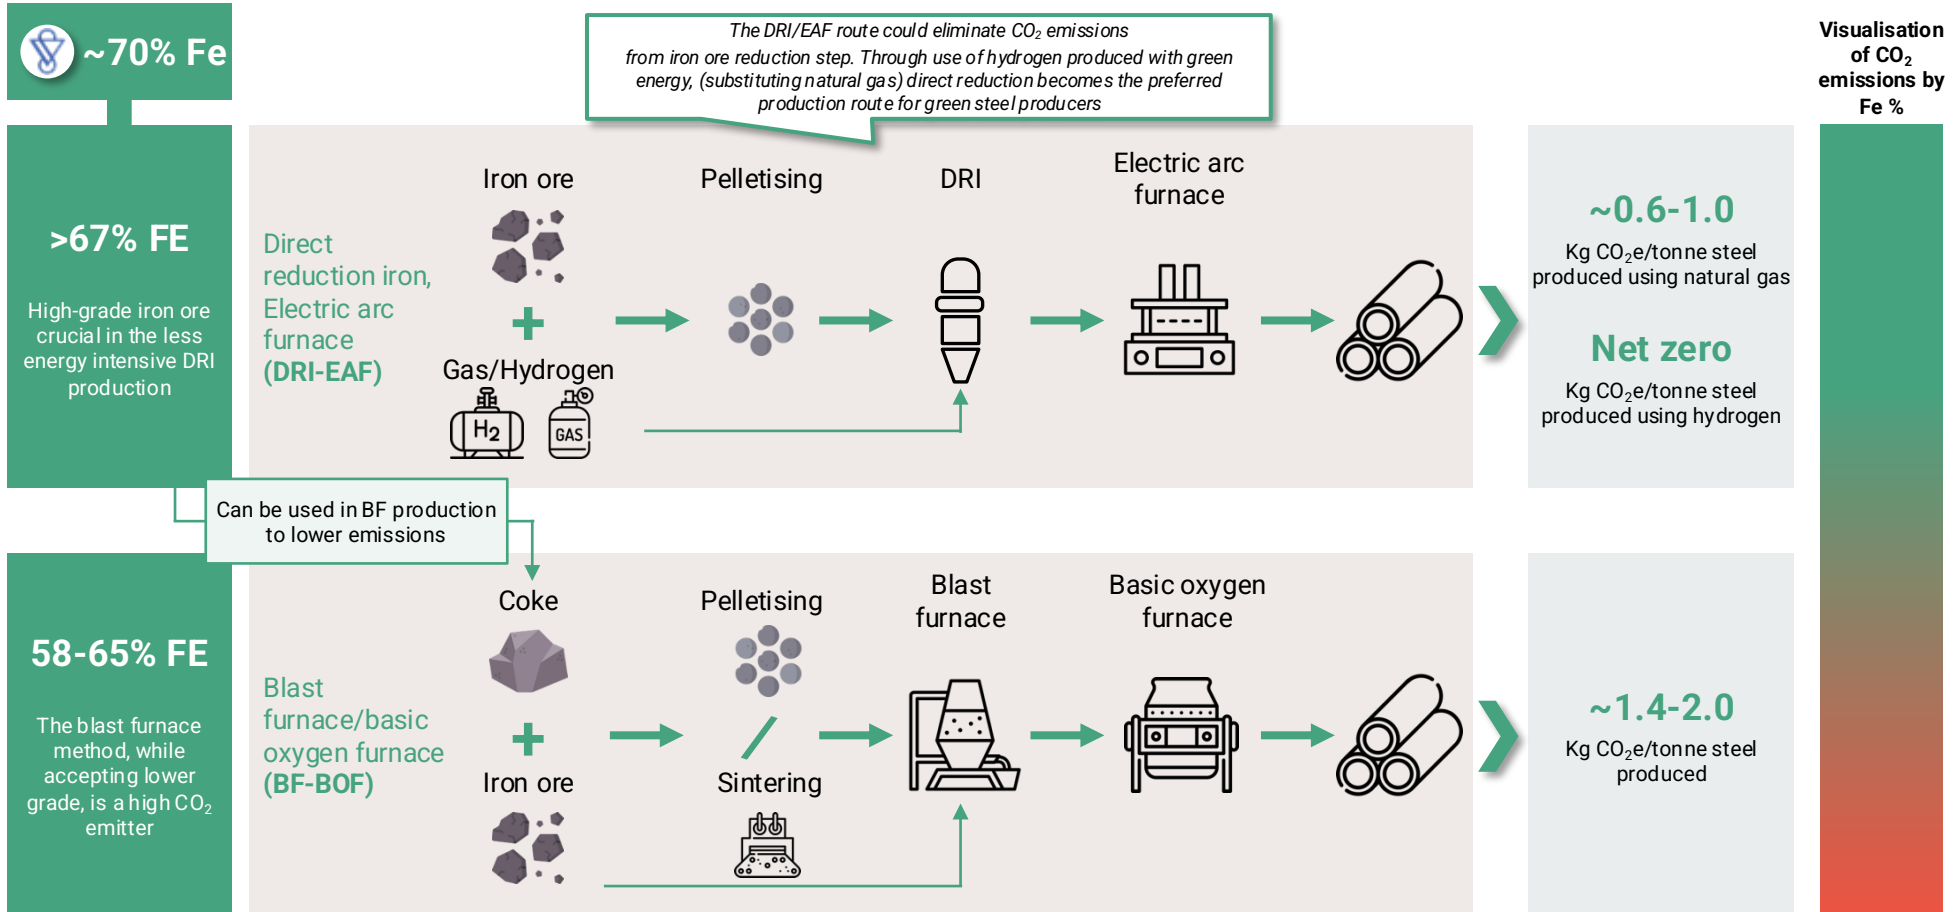 ~70% Fe
The DRI/EAF route could eliminate CO₂ emissions
from iron ore reduction step. Through use of hydrogen produced with green
energy, (substituting natural gas) direct reduction becomes the preferred
production route for green steel producers
Visualisation
of CO₂
emissions by
Fe %
>67% FE
High-grade iron ore
crucial in the less
energy intensive DRI
production
Direct
reduction iron,
Electric arc
furnace
(DRI-EAF)
Iron ore
+
Gas/Hydrogen
H₂
GAS
Pelletising
DRI
Electric arc
furnace
~0.6-1.0
Kg CO₂e/tonne steel
produced using natural gas
Net zero
Kg CO₂e/tonne steel
produced using hydrogen
Can be used in BF production
to lower emissions
58-65% FE
The blast furnace
method, while
accepting lower
grade, is a high CO₂
emitter
Blast
furnace/basic
oxygen furnace
(BF-BOF)
Coke
+
Iron ore
Pelletising
/
Sintering
Blast
furnace
Basic oxygen
furnace
~1.4-2.0
Kg CO₂e/tonne steel
produced